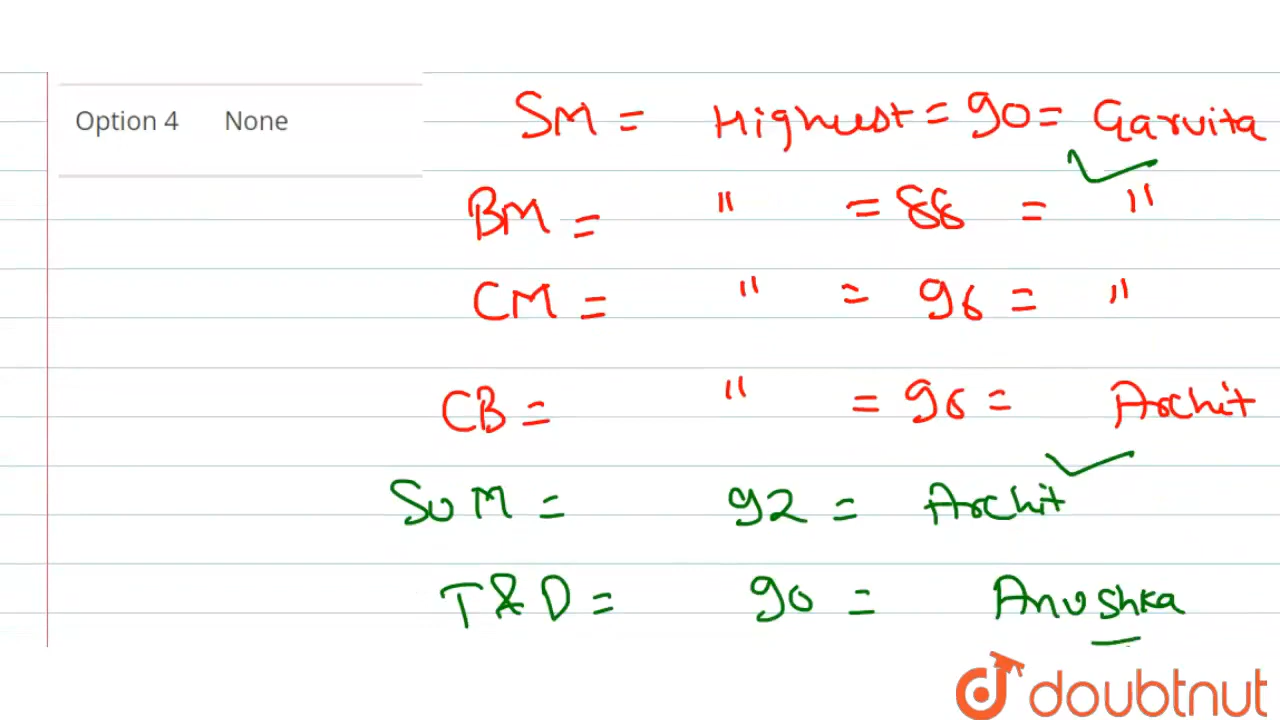 Option 4 None
SM = Highest = 90 = Garvita
BM = " = 88 = "
CM = " = 96 = "
CB = " = 96 = Archit
SUM = 92 = Archit
T&D = 90 = Anushka
doubtnut